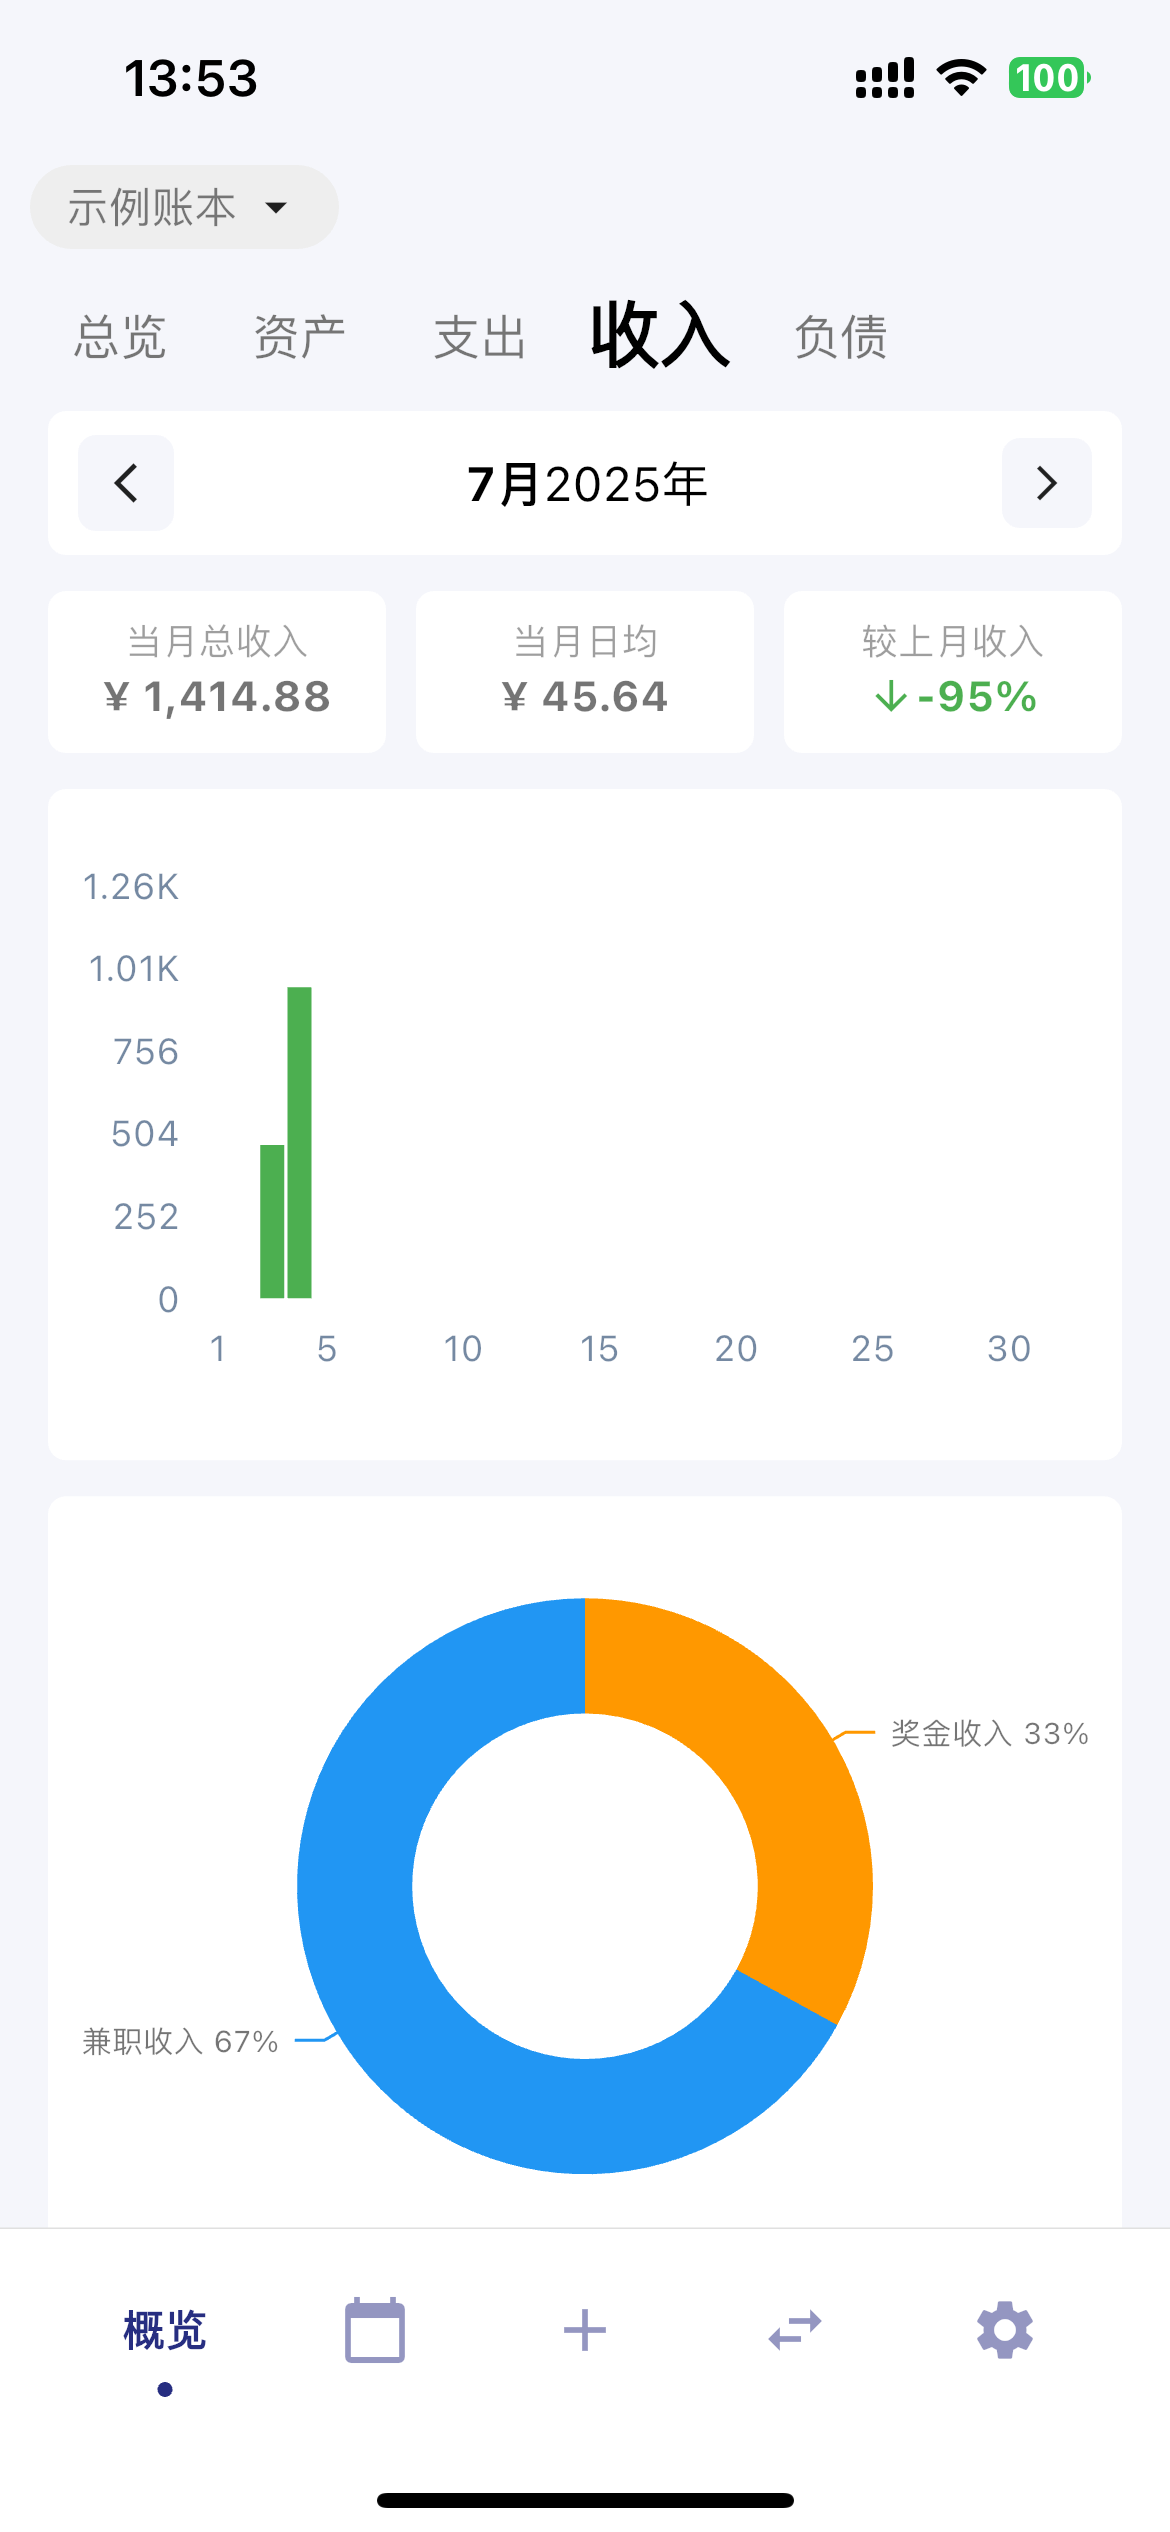 13:53
100
示例账本
总览 资产 支出 收入 负债
7月2025年
当月总收入 当月日均 较上月收入
¥ 1,414.88 ¥ 45.64 -95%
1.26K
1.01K
756
504
252
0
1 5 10 15 20 25 30
奖金收入 33%
兼职收入 67%
概览